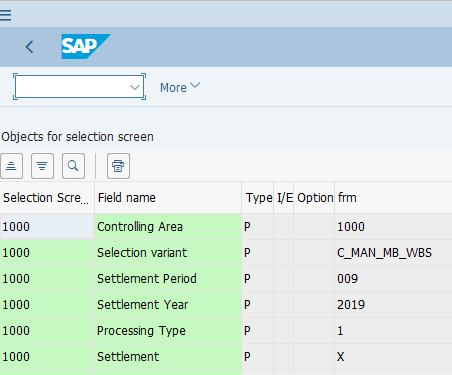 SAP
More
Objects for selection screen
Selection Scre... Field name Type I/E Option frm
1000 Controlling Area P 1000
1000 Selection variant P C_MAN_MB_WBS
1000 Settlement Period P 009
1000 Settlement Year P 2019
1000 Processing Type P 1
1000 Settlement P X